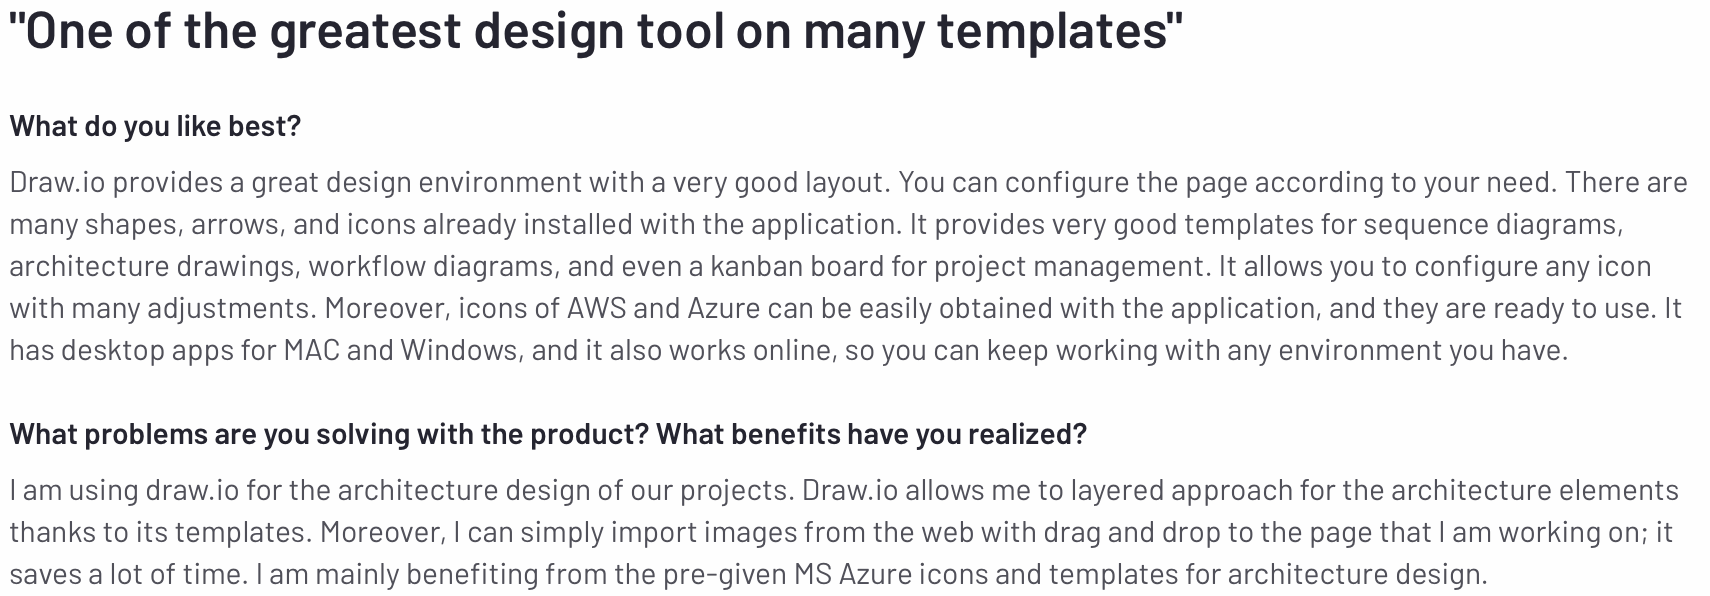 "One of the greatest design tool on many templates"
What do you like best?
Draw.io provides a great design environment with a very good layout. You can configure the page according to your need. There are
many shapes, arrows, and icons already installed with the application. It provides very good templates for sequence diagrams,
architecture drawings, workflow diagrams, and even a kanban board for project management. It allows you to configure any icon
with many adjustments. Moreover, icons of AWS and Azure can be easily obtained with the application, and they are ready to use. It
has desktop apps for MAC and Windows, and it also works online, so you can keep working with any environment you have.
What problems are you solving with the product? What benefits have you realized?
I am using draw.io for the architecture design of our projects. Draw.io allows me to layered approach for the architecture elements
thanks to its templates. Moreover, I can simply import images from the web with drag and drop to the page that I am working on; it
saves a lot of time. I am mainly benefiting from the pre-given MS Azure icons and templates for architecture design.